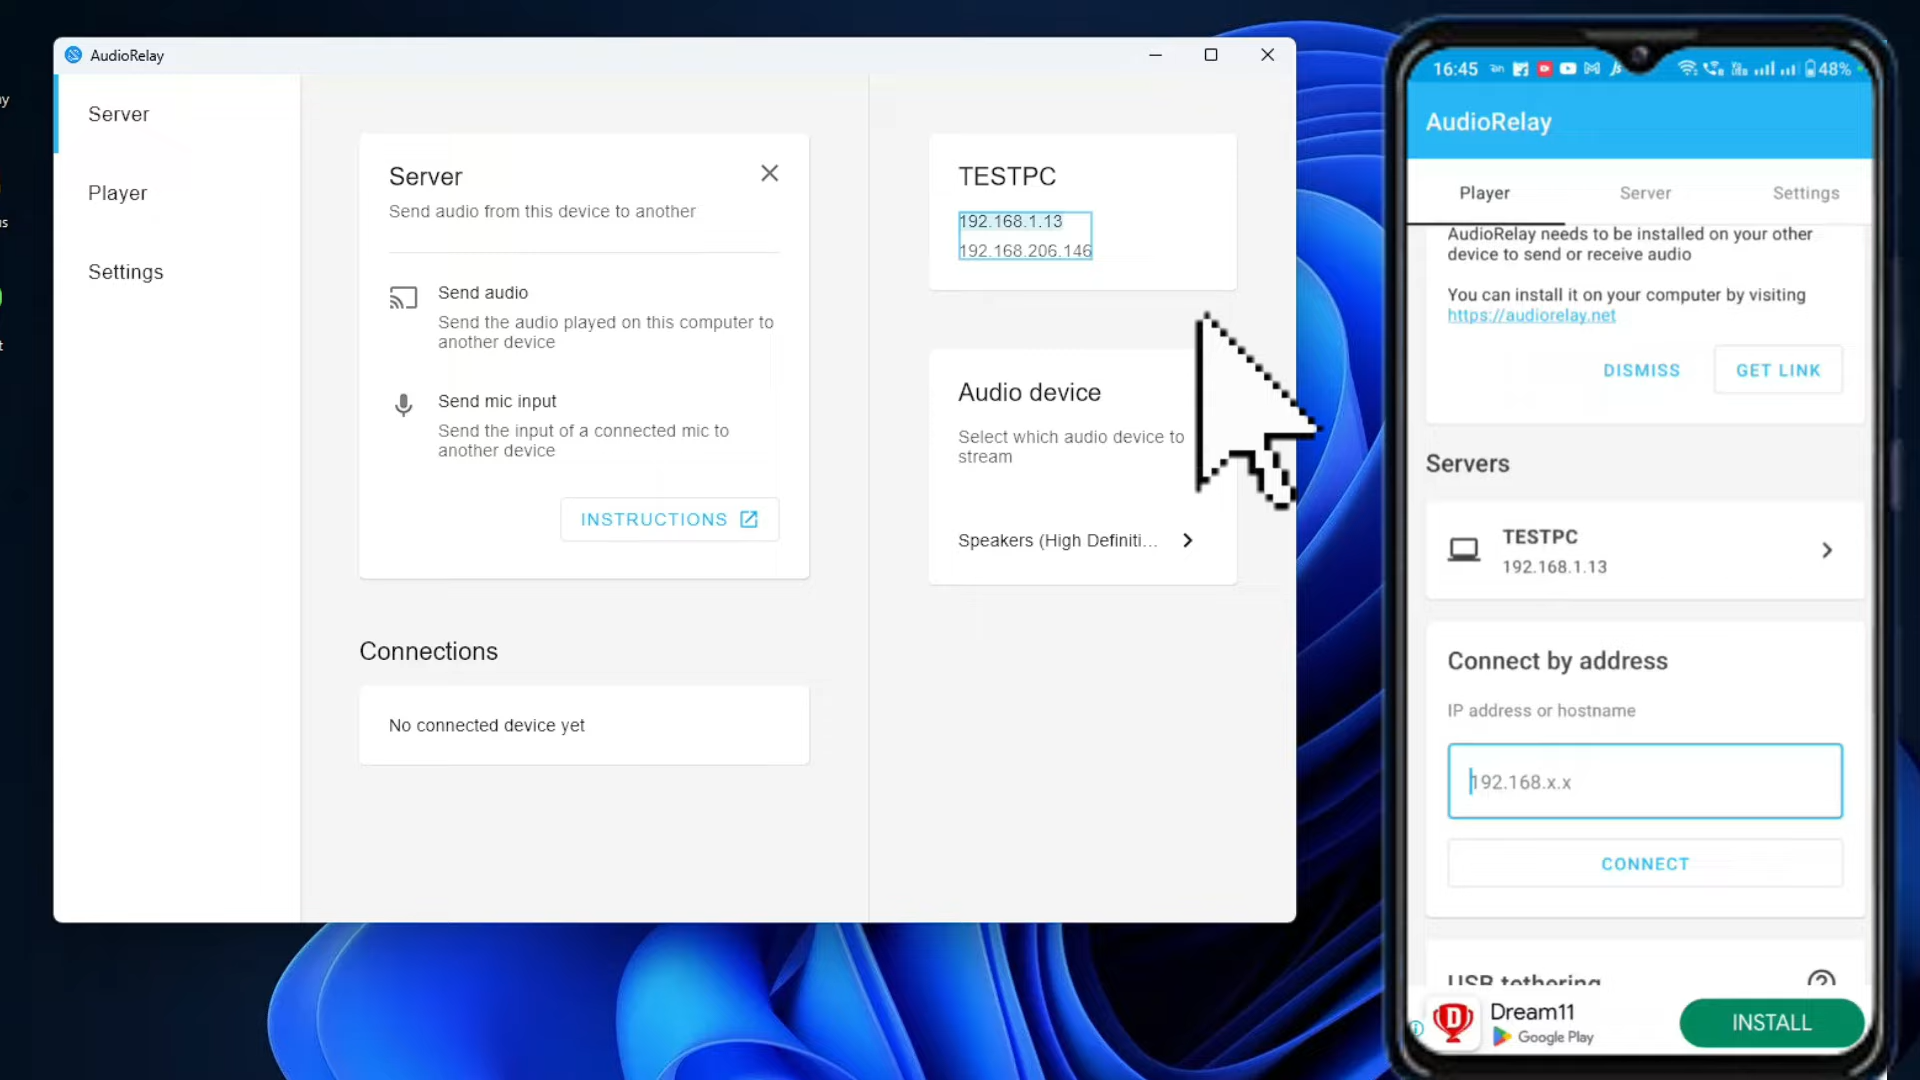 AudioRelay
Server
Player
Settings
Server
Send audio from this device to another
Send audio
Send the audio played on this computer to
another device
Send mic input
Send the input of a connected mic to
another device
INSTRUCTIONS
Connections
No connected device yet
TESTPC
192.168.1.13
192.168.206.146
Audio device
Select which audio device to
stream
Speakers (High Definiti...
16:45
48%
AudioRelay
Player
Server
Settings
AudioRelay needs to be installed on your other
device to send or receive audio
You can install it on your computer by visiting
https://audiorelay.net
DISMISS
GET LINK
Servers
TESTPC
192.168.1.13
Connect by address
IP address or hostname
192.168.x.x
CONNECT
USB tethering
Dream11
Google Play
INSTALL